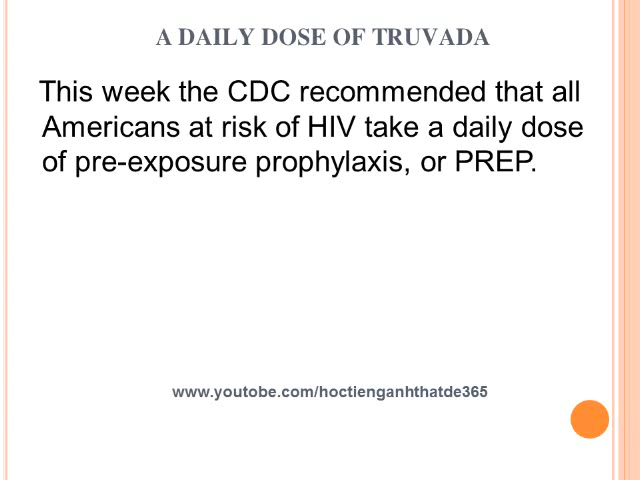 A DAILY DOSE OF TRUVADA
This week the CDC recommended that all
Americans at risk of HIV take a daily dose
of pre-exposure prophylaxis, or PREP.
www.youtobe.com/hoctienganhthatde365